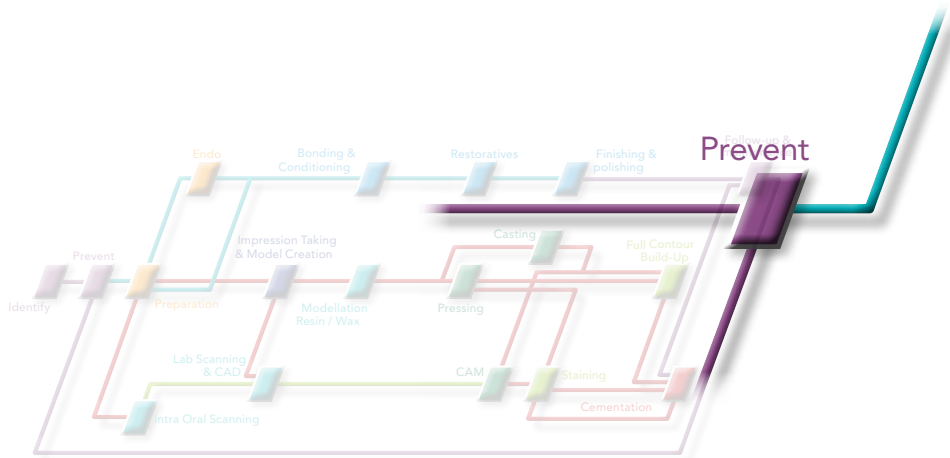 Follow-up &
Prevent
Endo
Bonding &
Conditioning
Restoratives
Finishing &
polishing
Casting
Impression Taking
& Model Creation
Full Contour
Build-Up
Prevent
Identify
Preparation
Modellation
Resin / Wax
Pressing
Lab Scanning
& CAD
CAM
Staining
Cementation
Intra Oral Scanning